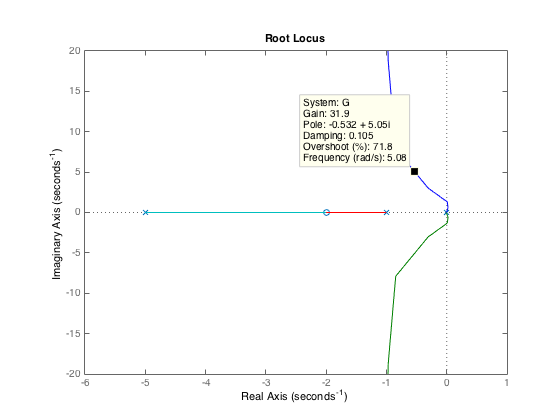 Root Locus
Imaginary Axis (seconds⁻¹)
20
15
10
5
0
-5
-10
-15
-20
System: G
Gain: 31.9
Pole: -0.532 + 5.05i
Damping: 0.105
Overshoot (%): 71.8
Frequency (rad/s): 5.08
-6 -5 -4 -3 -2 -1 0 1
Real Axis (seconds⁻¹)